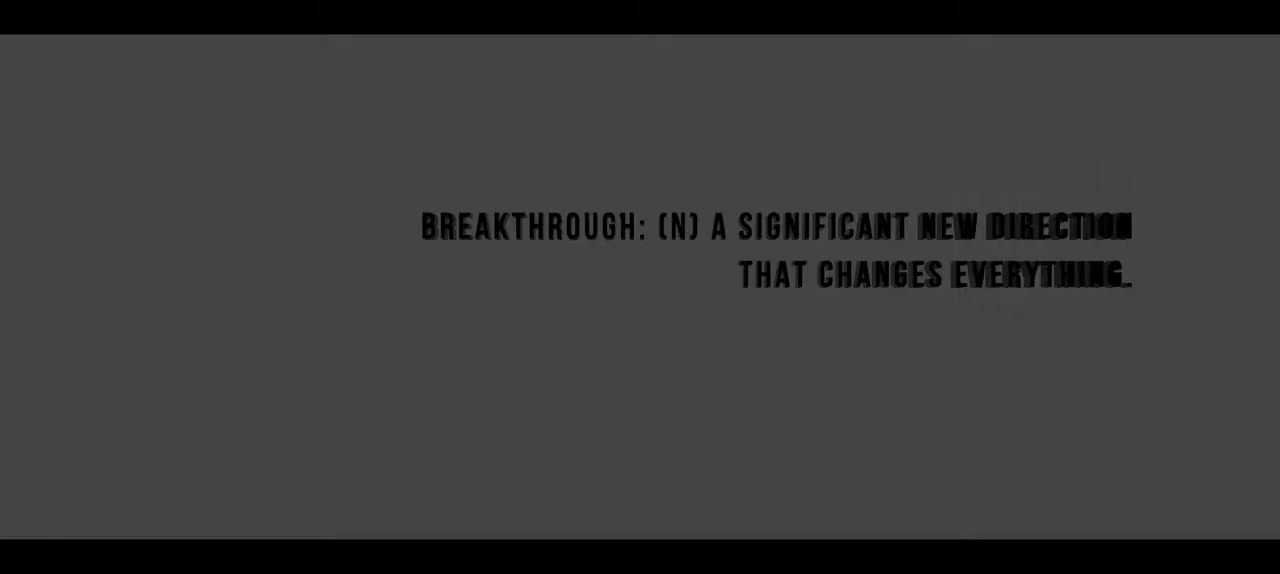 BREAKTHROUGH: (N) A SIGNIFICANT NEW DIRECTION
THAT CHANGES EVERYTHING.